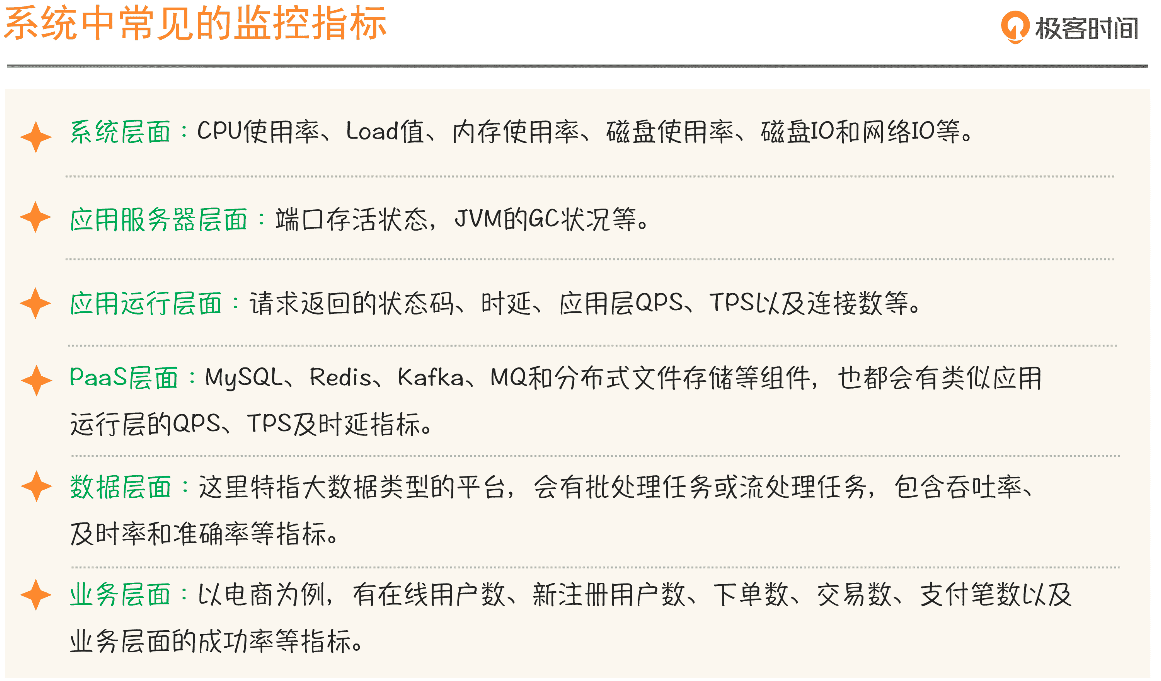 系统中常见的监控指标
极客时间
系统层面：CPU使用率、Load值、内存使用率、磁盘使用率、磁盘IO和网络IO等。
应用服务器层面：端口存活状态，JVM的GC状况等。
应用运行层面：请求返回的状态码、时延、应用层QPS、TPS以及连接数等。
PaaS层面：MySQL、Redis、Kafka、MQ和分布式文件存储等组件，也都会有类似应用
运行层的QPS、TPS及时延指标。
数据层面：这里特指大数据类型的平台，会有批处理任务或流处理任务，包含吞吐率、
及时率和准确率等指标。
业务层面：以电商为例，有在线用户数、新注册用户数、下单数、交易数、支付笔数以及
业务层面的成功率等指标。